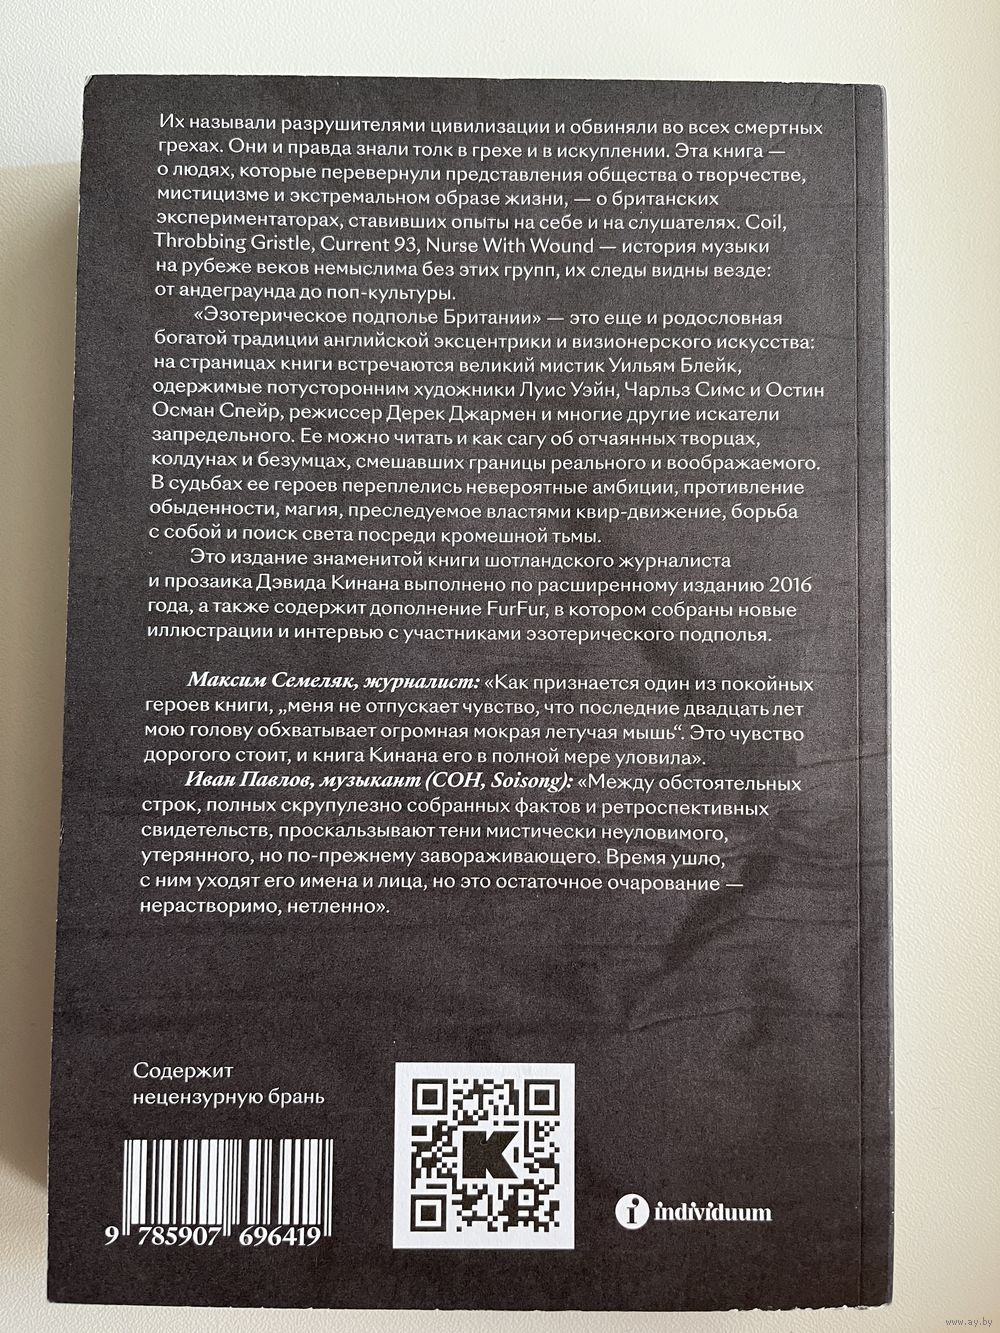 Их называли разрушителями цивилизации и обвиняли во всех смертных
грехах. Они и правда знали толк в грехе и в искуплении. Эта книга —
о людях, которые перевернули представления общества о творчестве,
мистицизме и экстремальном образе жизни, — о британских
экспериментаторах, ставивших опыты на себе и на слушателях. Coil,
Throbbing Gristle, Current 93, Nurse With Wound — история музыки
на рубеже веков немыслима без этих групп, их следы видны везде:
от андеграунда до поп-культуры.
«Эзотерическое подполье Британии» — это еще и родословная
богатой традиции английской эксцентрики и визионерского искусства:
на страницах книги встречаются великий мистик Уильям Блейк,
одержимые потусторонним художники Луис Уэйн, Чарльз Симс и Остин
Осман Спейр, режиссер Дерек Джармен и многие другие искатели
запредельного. Ее можно читать и как сагу об отчаянных творцах,
колдунах и безумцах, смешавших границы реального и воображаемого.
В судьбах ее героев переплелись невероятные амбиции, противление
обыденности, магия, преследуемое властями квир-движение, борьба
с собой и поиск света посреди кромешной тьмы.
Это издание знаменитой книги шотландского журналиста
и прозаика Дэвида Кинана выполнено по расширенному изданию 2016
года, а также содержит дополнение FurFur, в котором собраны новые
иллюстрации и интервью с участниками эзотерического подполья.
Максим Семеляк, журналист: «Как признается один из покойных
героев книги, „меня не отпускает чувство, что последние двадцать лет
мою голову обхватывает огромная мокрая летучая мышь“. Это чувство
дорогого стоит, и книга Кинана его в полной мере уловила».
Иван Павлов, музыкант (COH, Soisong): «Между обстоятельных
строк, полных скрупулезно собранных фактов и ретроспективных
свидетельств, проскальзывают тени мистически неуловимого,
утерянного, но по-прежнему завораживающего. Время ушло,
с ним уходят его имена и лица, но это остаточное очарование —
нерастворимо, нетленно».
Содержит
нецензурную брань
K
9 785907 696419
i individuum
www.ay.by